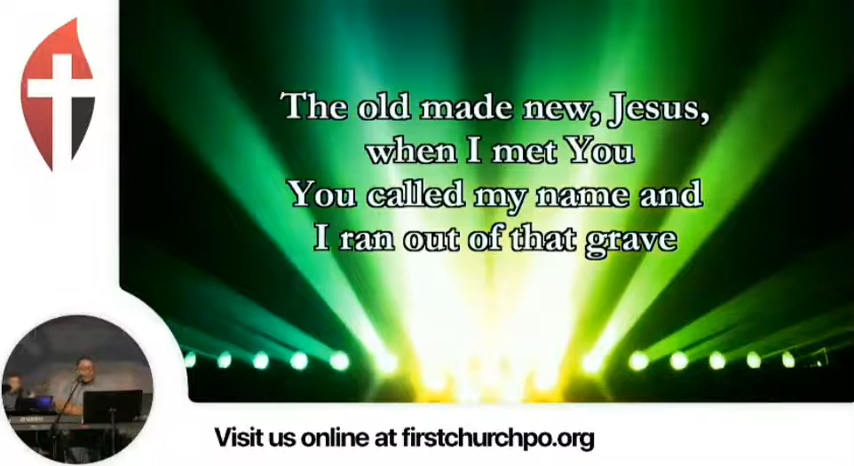 The old made new, Jesus,
when I met You
You called my name and
I ran out of that grave
Visit us online at firstchurchpo.org